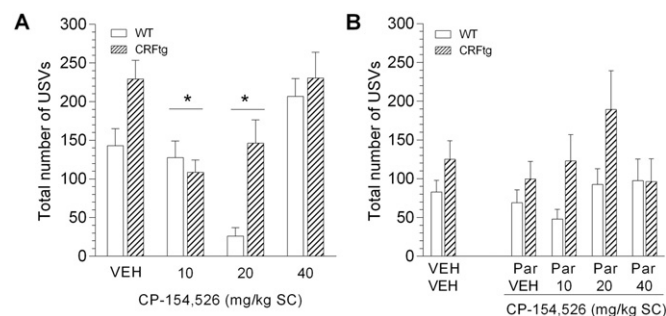 A
Total number of USVs
300
250
200
150
100
50
0
WT
CRFtg
*
*
VEH 10 20 40
CP-154,526 (mg/kg SC)
B
Total number of USVs
300
250
200
150
100
50
0
WT
CRFtg
VEH Par Par Par Par
VEH VEH 10 20 40
CP-154,526 (mg/kg SC)